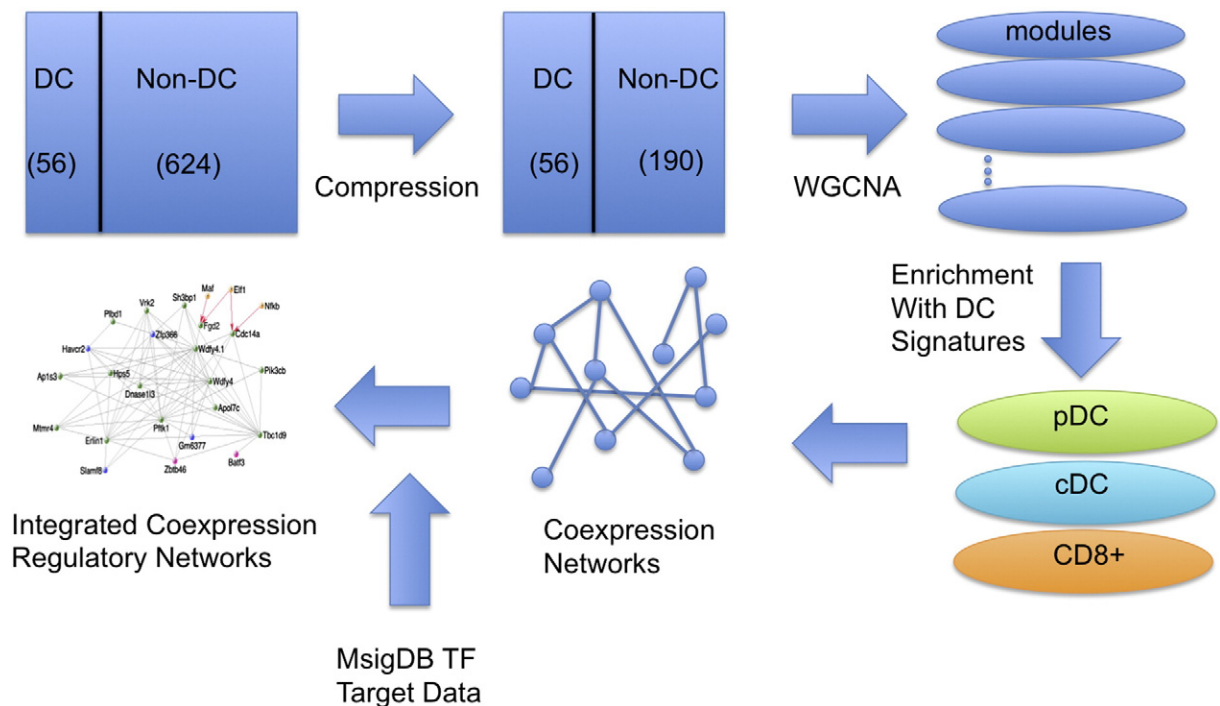 DC
Non-DC
(56)
(624)
Compression
DC
Non-DC
(56)
(190)
WGCNA
modules
Enrichment
With DC
Signatures
pDC
cDC
CD8+
Coexpression
Networks
MsigDB TF
Target Data
Integrated Coexpression
Regulatory Networks
Maf
Elf1
Sh3bp1
Vrk2
Nfkb
Plbd1
Fgd2
Zfp366
Cdc14a
Havcr2
Wdfy4.1
Pik3cb
Ap1s3
Hps5
Wdfy4
Dnase1l3
Apol7c
Mtmr4
Pftk1
Tbc1d9
Erlin1
Gm6377
Slamf8
Zbtb46
Batf3